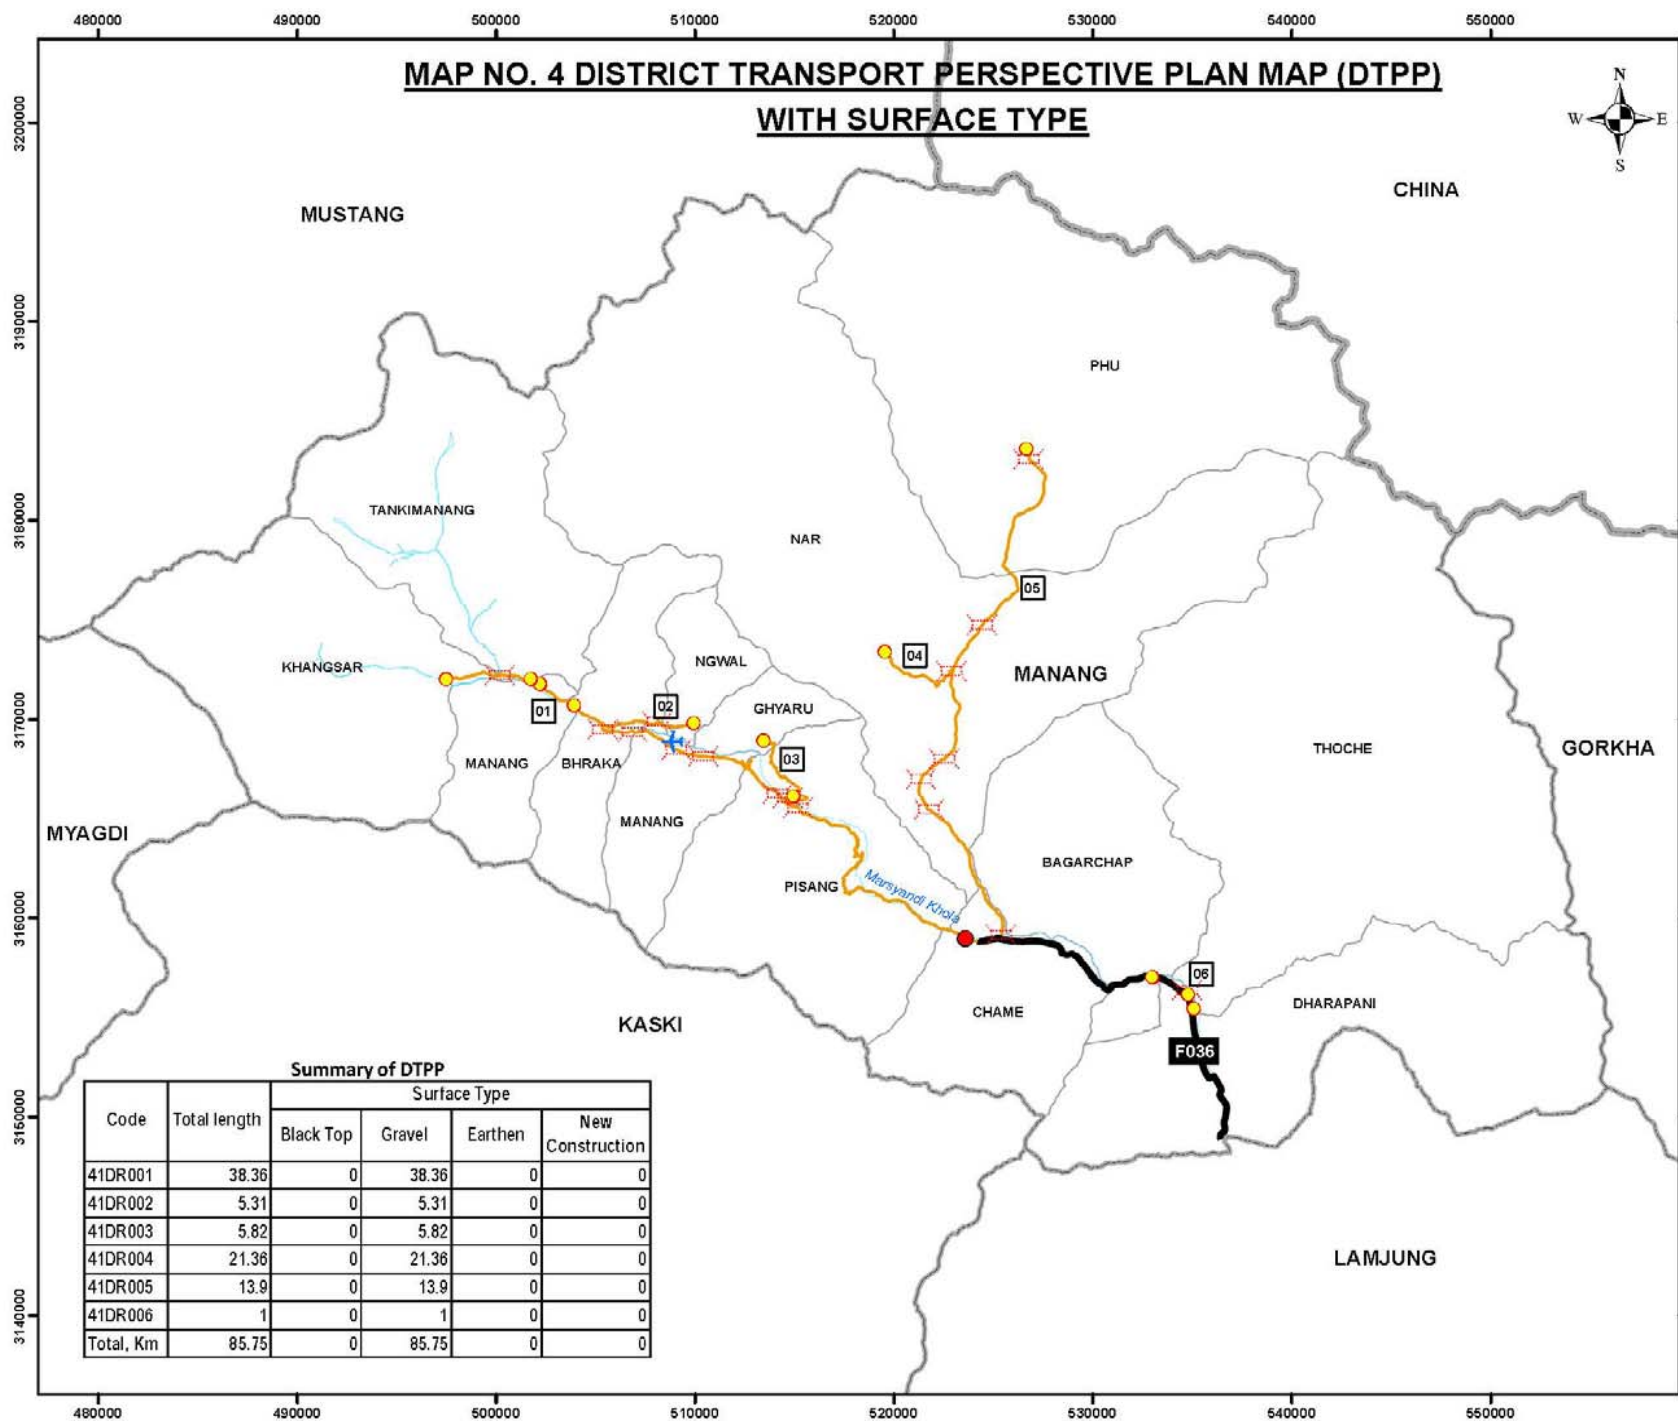 480000 490000 500000 510000 520000 530000 540000 550000
MAP NO. 4 DISTRICT TRANSPORT PERSPECTIVE PLAN MAP (DTPP)
WITH SURFACE TYPE
N
W E
S
3200000
CHINA
MUSTANG
3190000
PHU
TANKIMANANG
3180000
NAR
05
04
KHANGSAR
NGWAL
MANANG
01
02
GHYARU
3170000
THOCHE
GORKHA
MANANG
BHRAKA
03
MYAGDI
MANANG
BAGARCHAP
PISANG
Marsyandi Khola
3160000
06
CHAME
DHARAPANI
KASKI
F036
Summary of DTPP
Code Total length Surface Type
Black Top Gravel Earthen New Construction
41DR001 38.36 0 38.36 0 0
41DR002 5.31 0 5.31 0 0
41DR003 5.82 0 5.82 0 0
41DR004 21.36 0 21.36 0 0
41DR005 13.9 0 13.9 0 0
41DR006 1 0 1 0 0
Total, Km 85.75 0 85.75 0 0
3150000
LAMJUNG
3140000
480000 490000 500000 510000 520000 530000 540000 550000